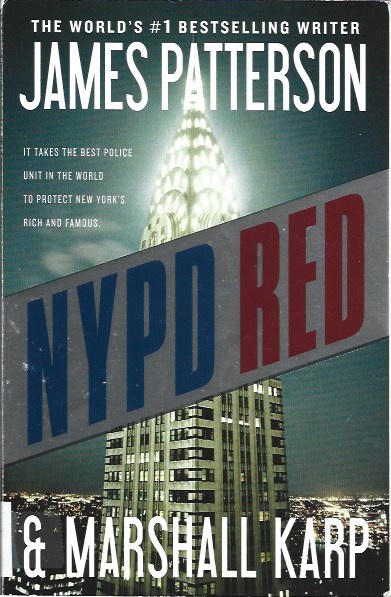 THE WORLD'S #1 BESTSELLING WRITER
JAMES PATTERSON
IT TAKES THE BEST POLICE
UNIT IN THE WORLD
TO PROTECT NEW YORK'S
RICH AND FAMOUS.
NYPD RED
& MARSHALL KARP